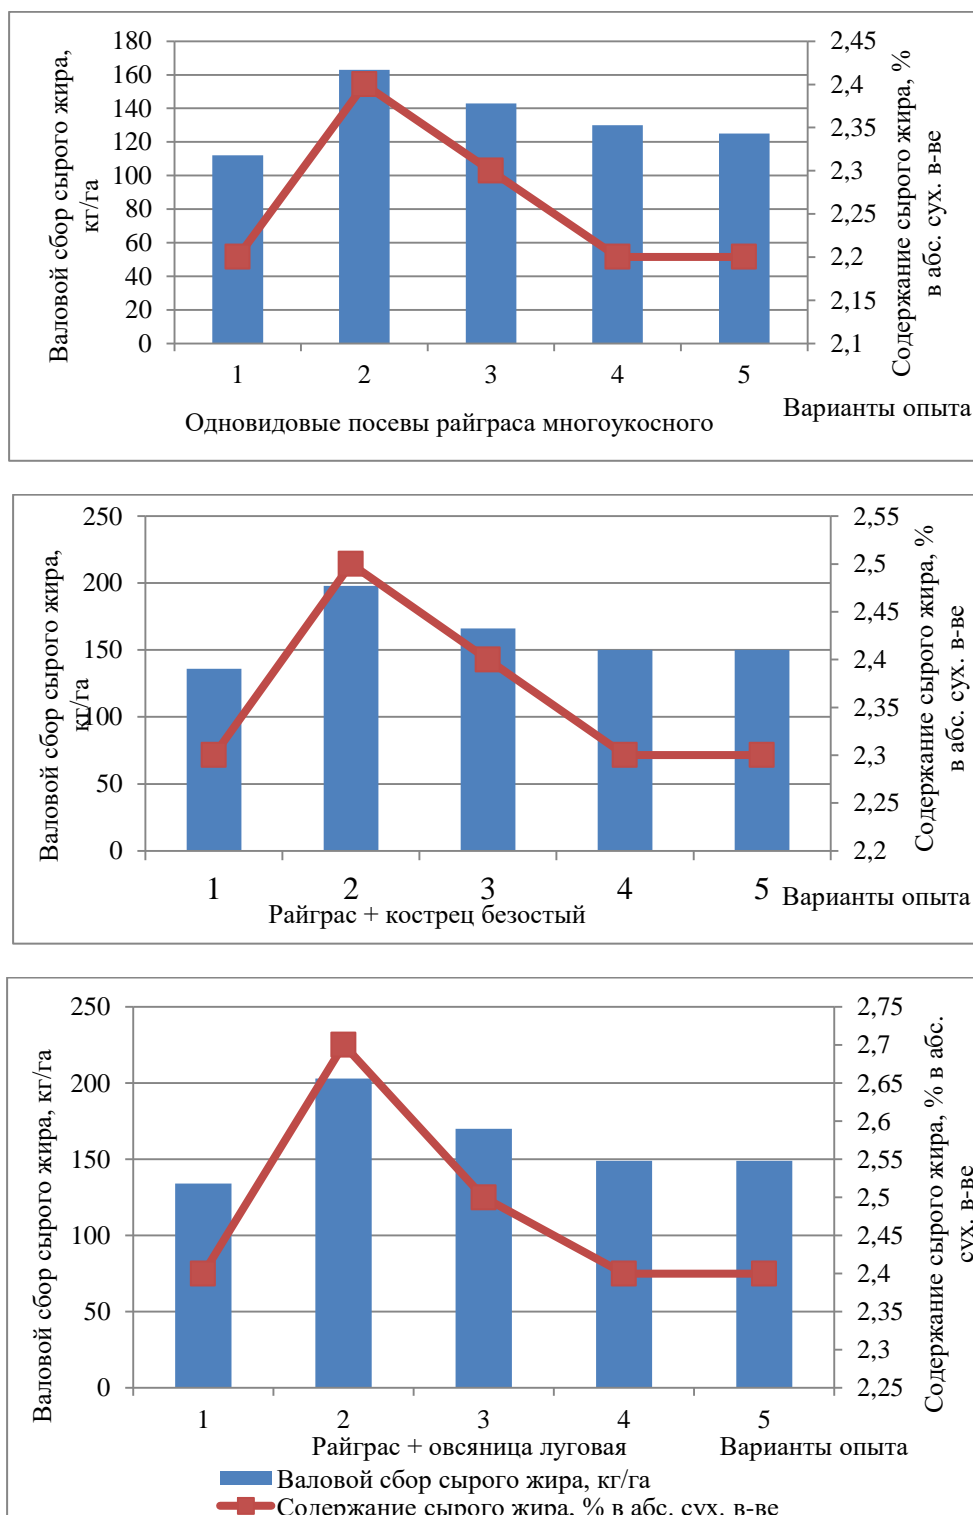 Валовой сбор сырого жира,
кг/га
180
160
140
120
100
80
60
40
20
0
2,45
2,4
2,35
2,3
2,25
2,2
2,15
2,1
Содержание сырого жира, %
в абс. сух. в-ве
1 2 3 4 5
Варианты опыта
Одновидовые посевы райграса многоукосного
Валовой сбор сырого жира,
кг/га
250
200
150
100
50
0
2,55
2,5
2,45
2,4
2,35
2,3
2,25
2,2
Содержание сырого жира, %
в абс. сух. в-ве
1 2 3 4 5
Варианты опыта
Райграс + кострец безостый
Валовой сбор сырого жира, кг/га
250
200
150
100
50
0
2,75
2,7
2,65
2,6
2,55
2,5
2,45
2,4
2,35
2,3
2,25
Содержание сырого жира, % в абс.
сух. в-ве
1 2 3 4 5
Райграс + овсяница луговая
Варианты опыта
Валовой сбор сырого жира, кг/га
Содержание сырого жира, % в абс. сух. в-ве